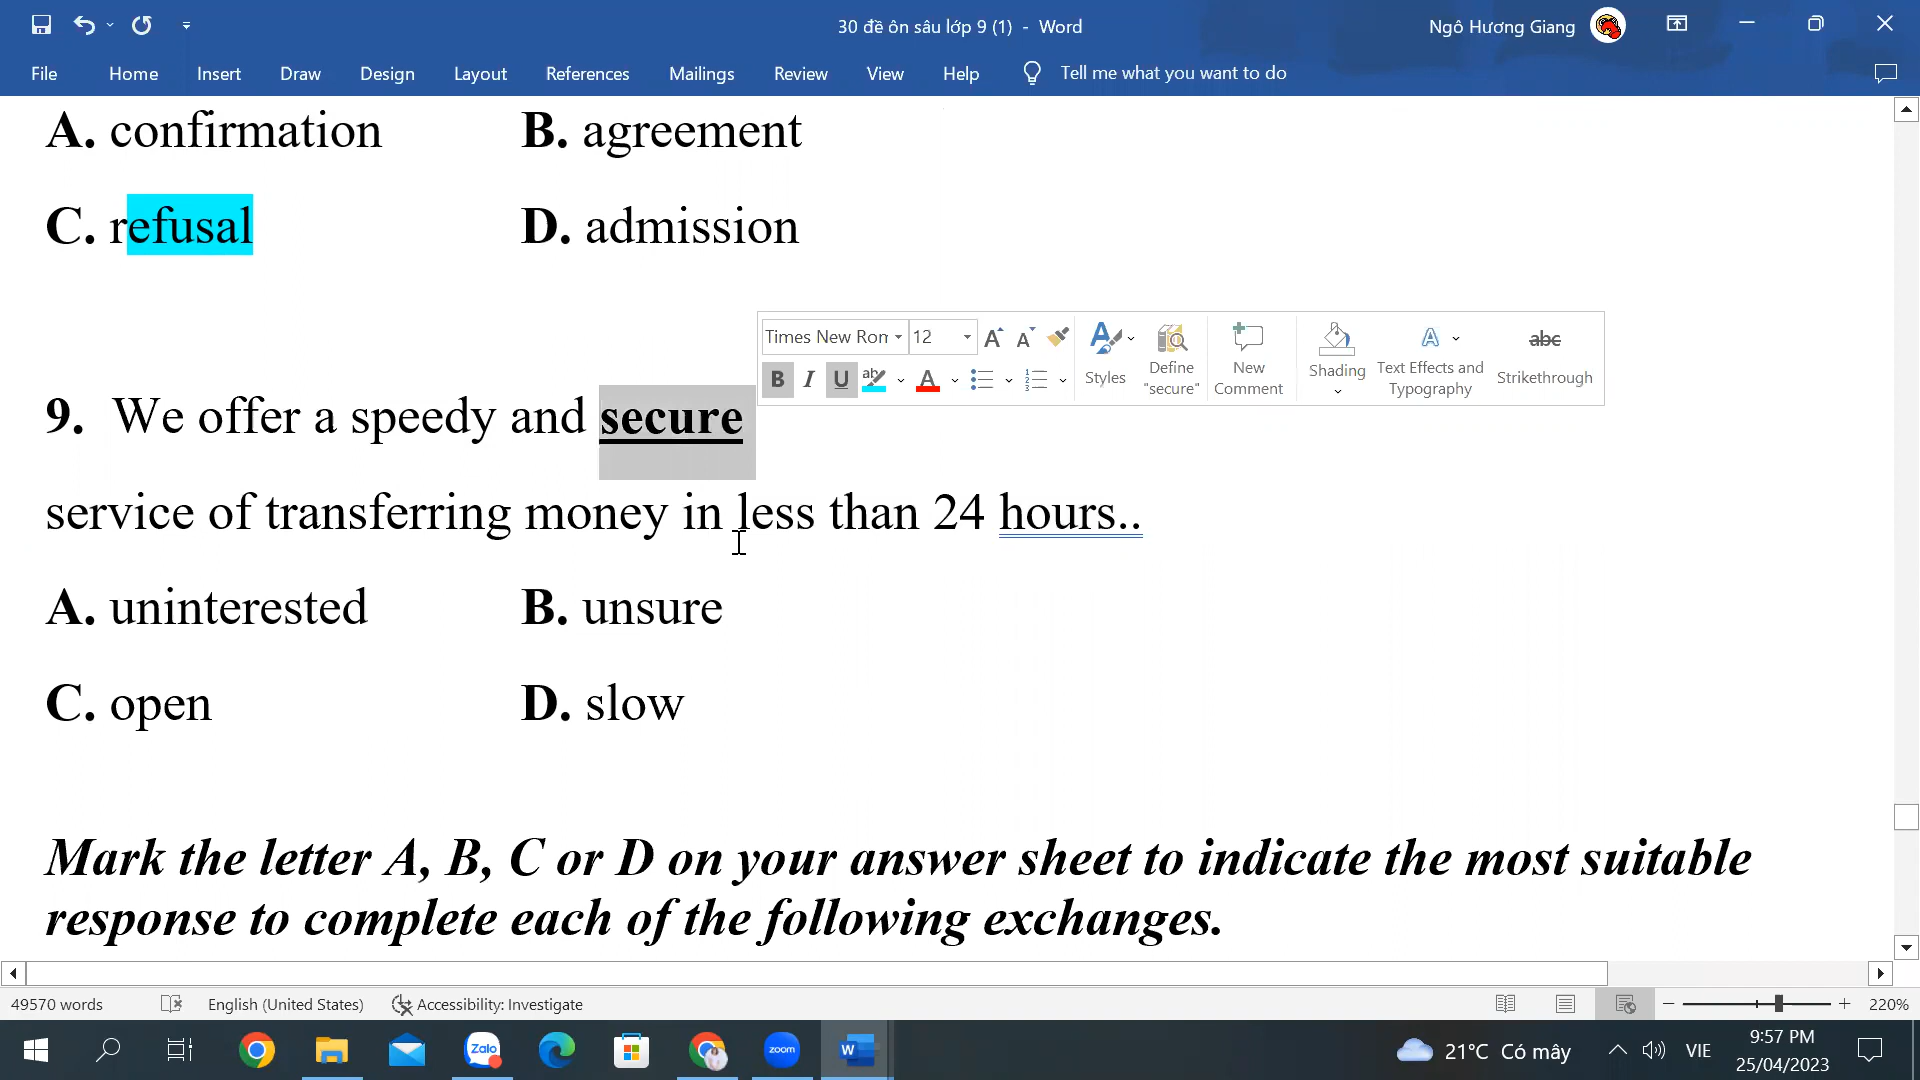 30 đề ôn sâu lớp 9 (1) - Word
Ngô Hương Giang
File Home Insert Draw Design Layout References Mailings Review View Help Tell me what you want to do
A. confirmation B. agreement
C. refusal D. admission
Times New Ron 12
A A
B I U ab A
Styles
Define "secure"
New Comment
Shading
Text Effects and Typography
abc Strikethrough
9. We offer a speedy and secure
service of transferring money in less than 24 hours..
A. uninterested B. unsure
C. open D. slow
Mark the letter A, B, C or D on your answer sheet to indicate the most suitable
response to complete each of the following exchanges.
49570 words English (United States) Accessibility: Investigate 220%
Zalo zoom W 21°C Có mây VIE 9:57 PM
25/04/2023